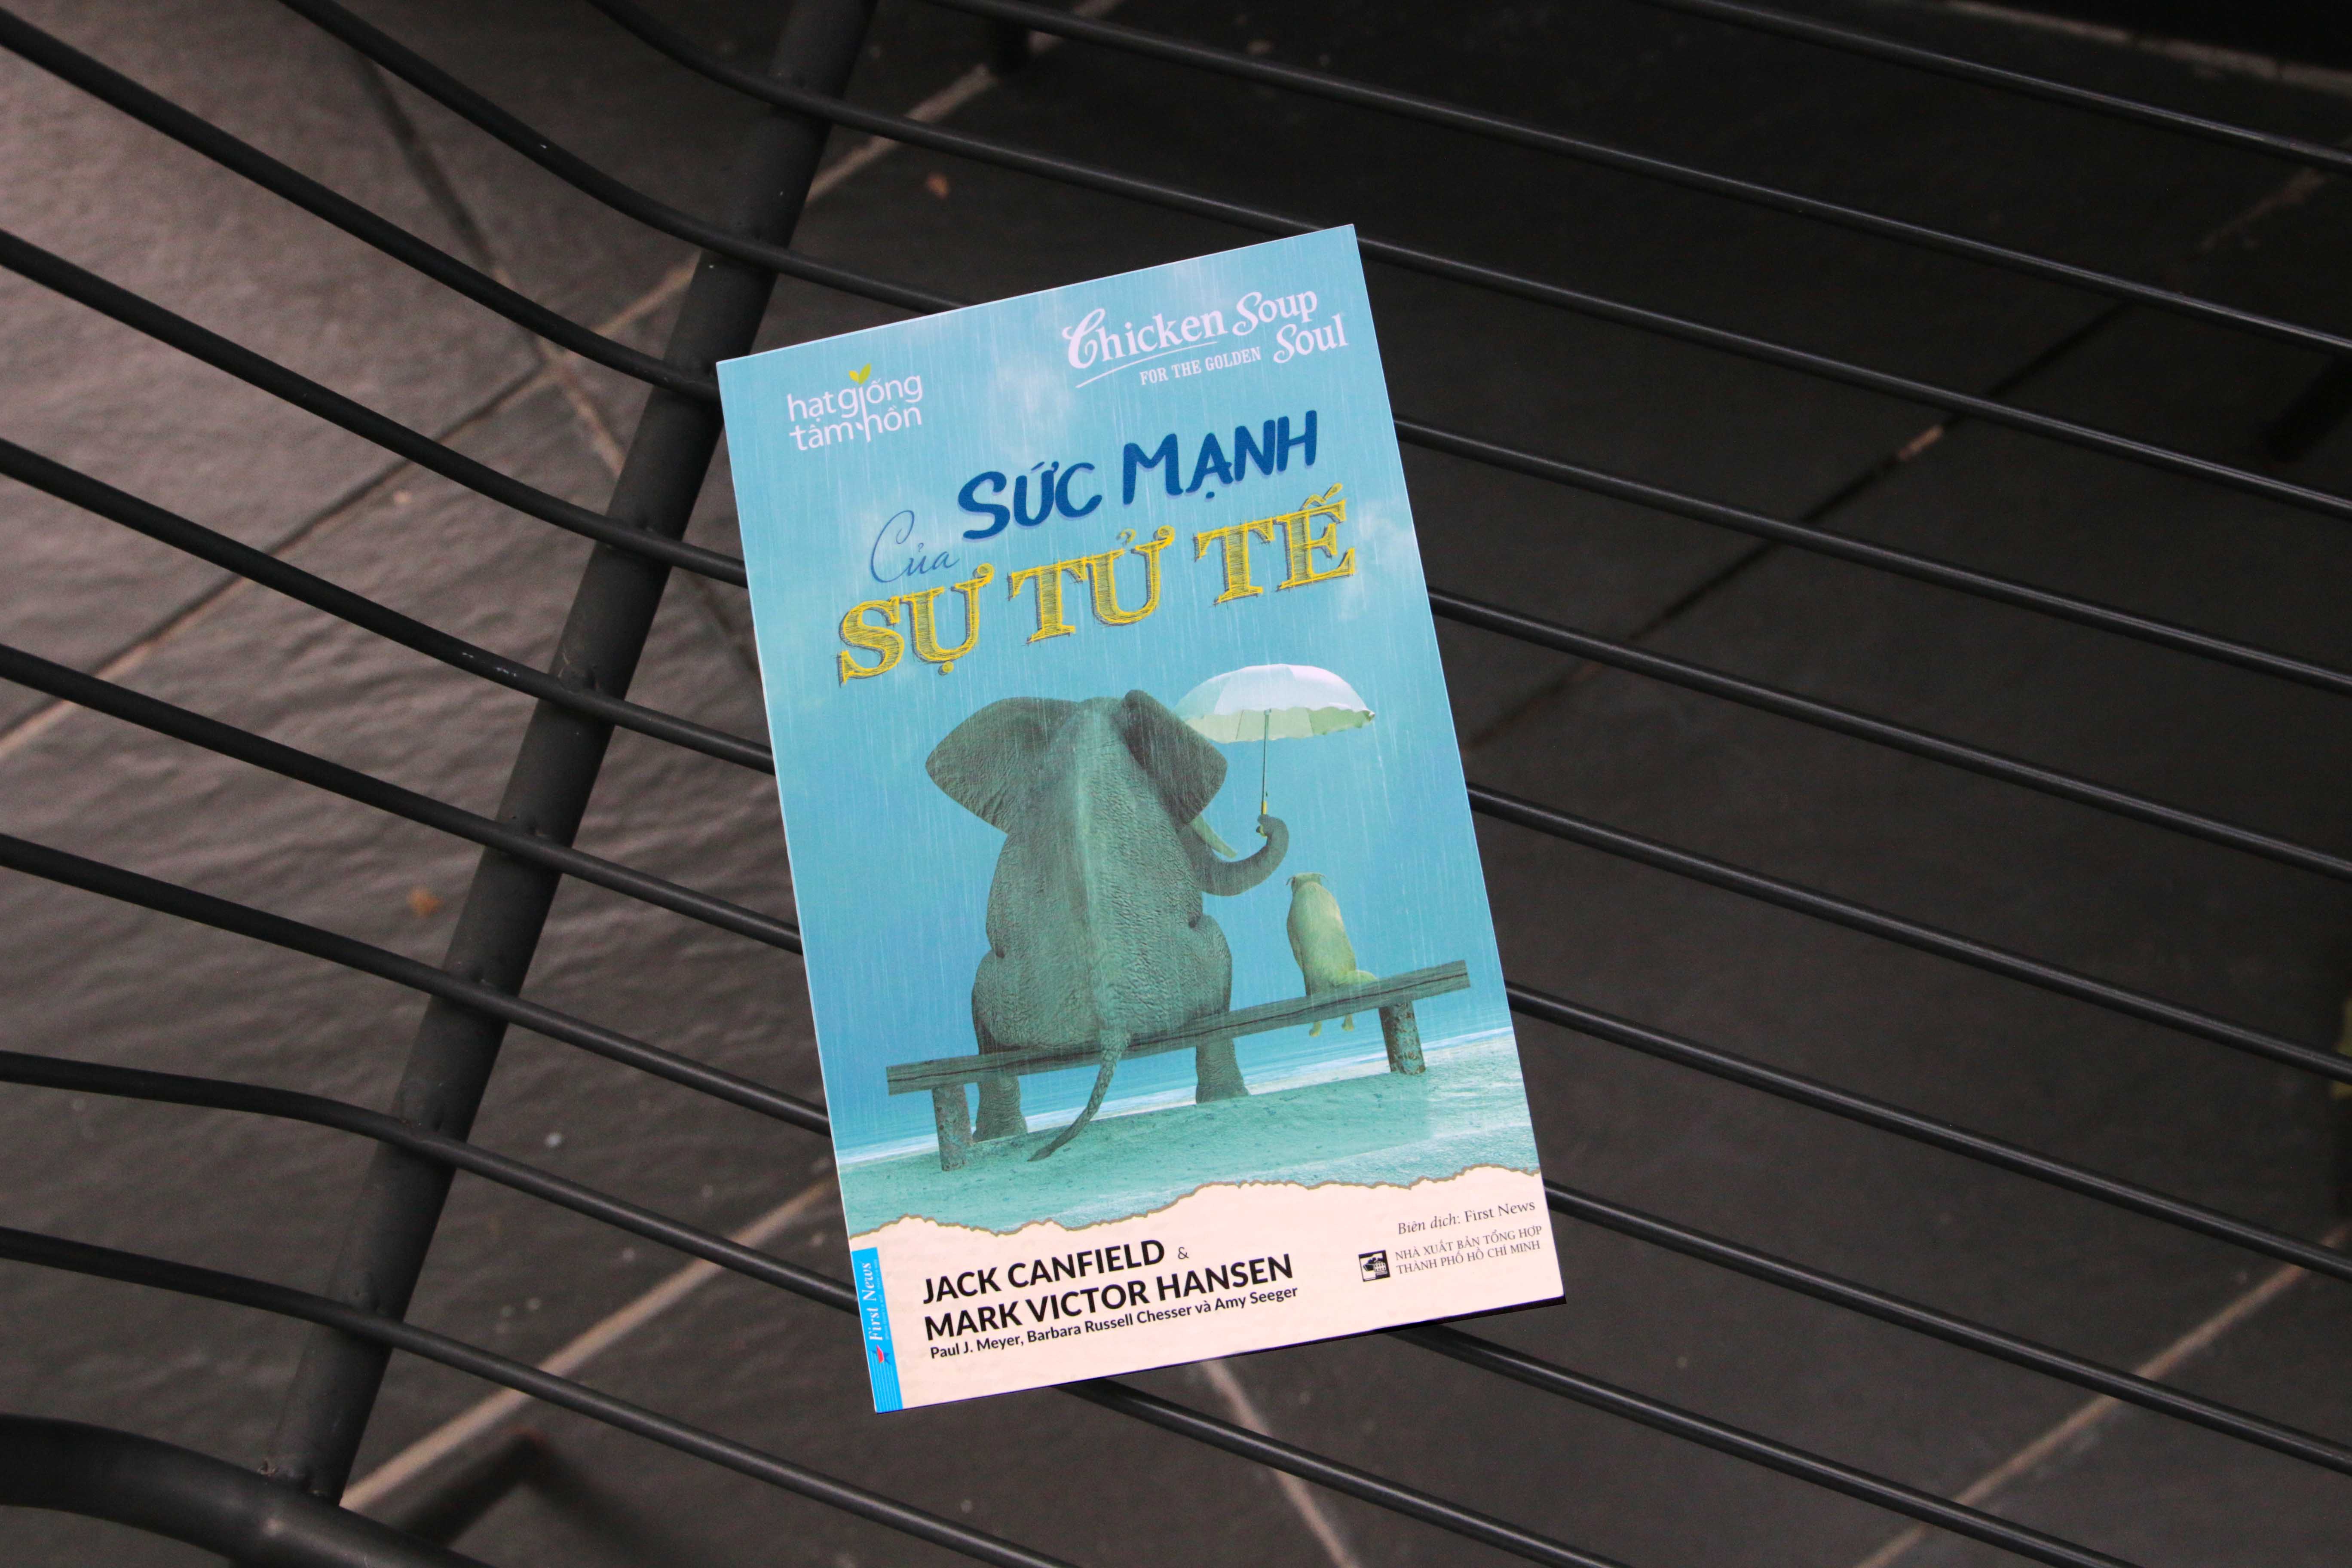 Chicken Soup
FOR THE GOLDEN Soul
hạt giống
tâm hồn
SỨC MẠNH
Của
SỰ TỬ TẾ
Biên dịch: First News
NHÀ XUẤT BẢN TỔNG HỢP
THÀNH PHỐ HỒ CHÍ MINH
JACK CANFIELD &
MARK VICTOR HANSEN
Paul J. Meyer, Barbara Russell Chesser và Amy Seeger
First News